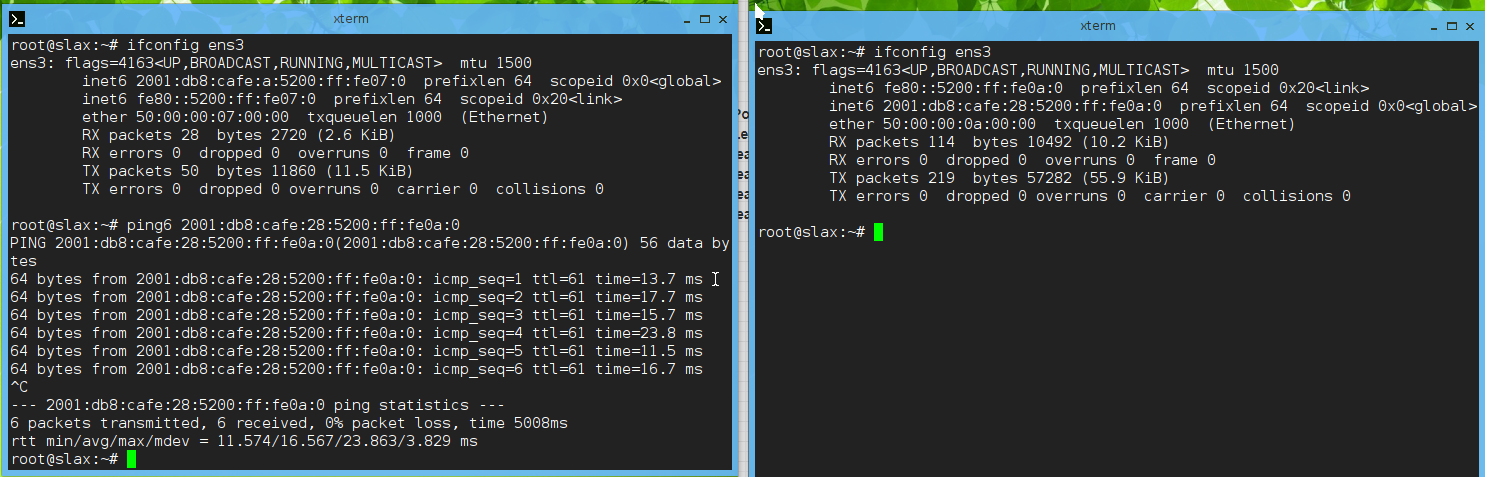 xterm
root@slax:~# ifconfig ens3
ens3: flags=4163<UP,BROADCAST,RUNNING,MULTICAST>  mtu 1500
        inet6 2001:db8:cafe:a:5200:ff:fe07:0  prefixlen 64  scopeid 0x0<global>
        inet6 fe80::5200:ff:fe07:0  prefixlen 64  scopeid 0x20<link>
        ether 50:00:00:07:00:00  txqueuelen 1000  (Ethernet)
        RX packets 28  bytes 2720 (2.6 KiB)
        RX errors 0  dropped 0  overruns 0  frame 0
        TX packets 50  bytes 11860 (11.5 KiB)
        TX errors 0  dropped 0 overruns 0  carrier 0  collisions 0
root@slax:~# ping6 2001:db8:cafe:28:5200:ff:fe0a:0
PING 2001:db8:cafe:28:5200:ff:fe0a:0(2001:db8:cafe:28:5200:ff:fe0a:0) 56 data by
tes
64 bytes from 2001:db8:cafe:28:5200:ff:fe0a:0: icmp_seq=1 ttl=61 time=13.7 ms
64 bytes from 2001:db8:cafe:28:5200:ff:fe0a:0: icmp_seq=2 ttl=61 time=17.7 ms
64 bytes from 2001:db8:cafe:28:5200:ff:fe0a:0: icmp_seq=3 ttl=61 time=15.7 ms
64 bytes from 2001:db8:cafe:28:5200:ff:fe0a:0: icmp_seq=4 ttl=61 time=23.8 ms
64 bytes from 2001:db8:cafe:28:5200:ff:fe0a:0: icmp_seq=5 ttl=61 time=11.5 ms
64 bytes from 2001:db8:cafe:28:5200:ff:fe0a:0: icmp_seq=6 ttl=61 time=16.7 ms
^C
--- 2001:db8:cafe:28:5200:ff:fe0a:0 ping statistics ---
6 packets transmitted, 6 received, 0% packet loss, time 5008ms
rtt min/avg/max/mdev = 11.574/16.567/23.863/3.829 ms
root@slax:~#
xterm
root@slax:~# ifconfig ens3
ens3: flags=4163<UP,BROADCAST,RUNNING,MULTICAST>  mtu 1500
        inet6 fe80::5200:ff:fe0a:0  prefixlen 64  scopeid 0x20<link>
        inet6 2001:db8:cafe:28:5200:ff:fe0a:0  prefixlen 64  scopeid 0x0<global>
        ether 50:00:00:0a:00:00  txqueuelen 1000  (Ethernet)
        RX packets 114  bytes 10492 (10.2 KiB)
        RX errors 0  dropped 0  overruns 0  frame 0
        TX packets 219  bytes 57282 (55.9 KiB)
        TX errors 0  dropped 0 overruns 0  carrier 0  collisions 0
root@slax:~#